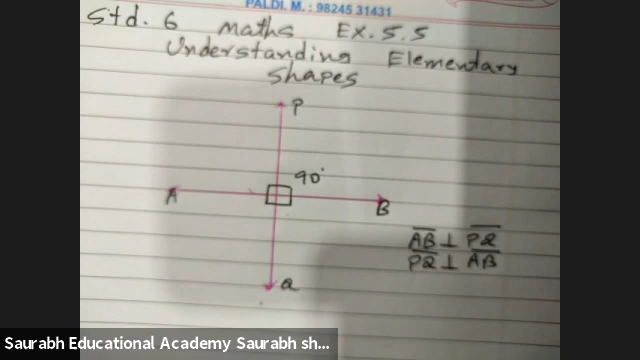 PALDI. M. : 98245 31431
Std. 6 maths Ex. 5.5
Understanding Elementary
shapes
P
90°
A
B
AB ⊥ PQ
PQ ⊥ AB
Q
Saurabh Educational Academy Saurabh sh...